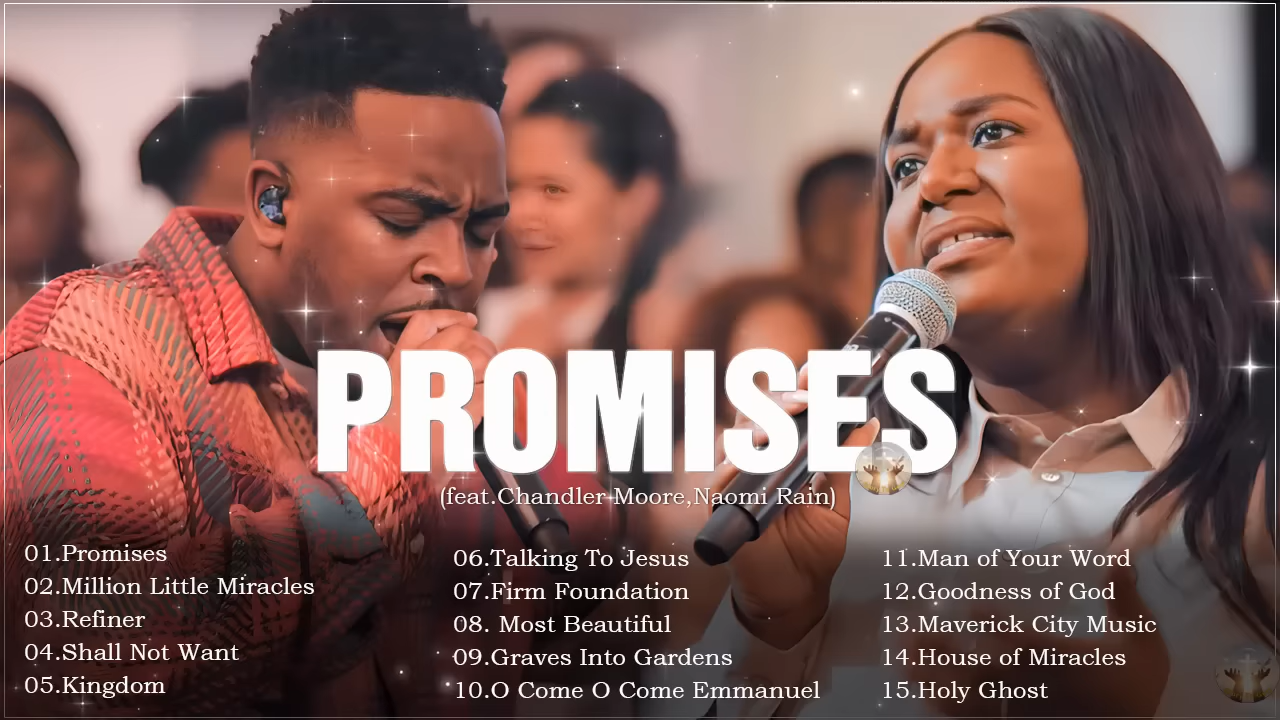 PROMISES
(feat.Chandler Moore,Naomi Rain)
01.Promises
02.Million Little Miracles
03.Refiner
04.Shall Not Want
05.Kingdom
06.Talking To Jesus
07.Firm Foundation
08. Most Beautiful
09.Graves Into Gardens
10.O Come O Come Emmanuel
11.Man of Your Word
12.Goodness of God
13.Maverick City Music
14.House of Miracles
15.Holy Ghost